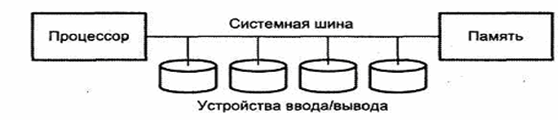 Системная шина
Процессор
Память
Устройства ввода/вывода